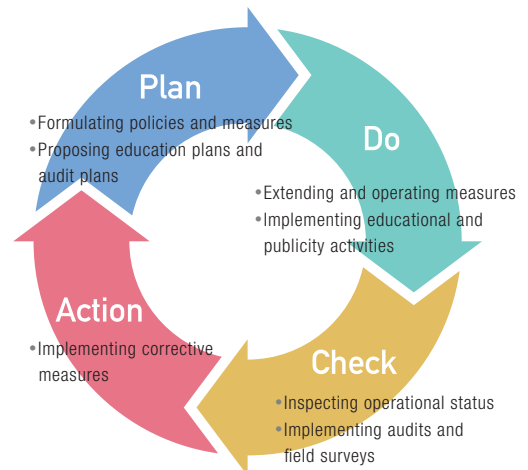 Plan
•Formulating policies and measures
•Proposing education plans and
audit plans
Do
•Extending and operating measures
•Implementing educational and
publicity activities
Check
•Inspecting operational status
•Implementing audits and
field surveys
Action
•Implementing corrective
measures